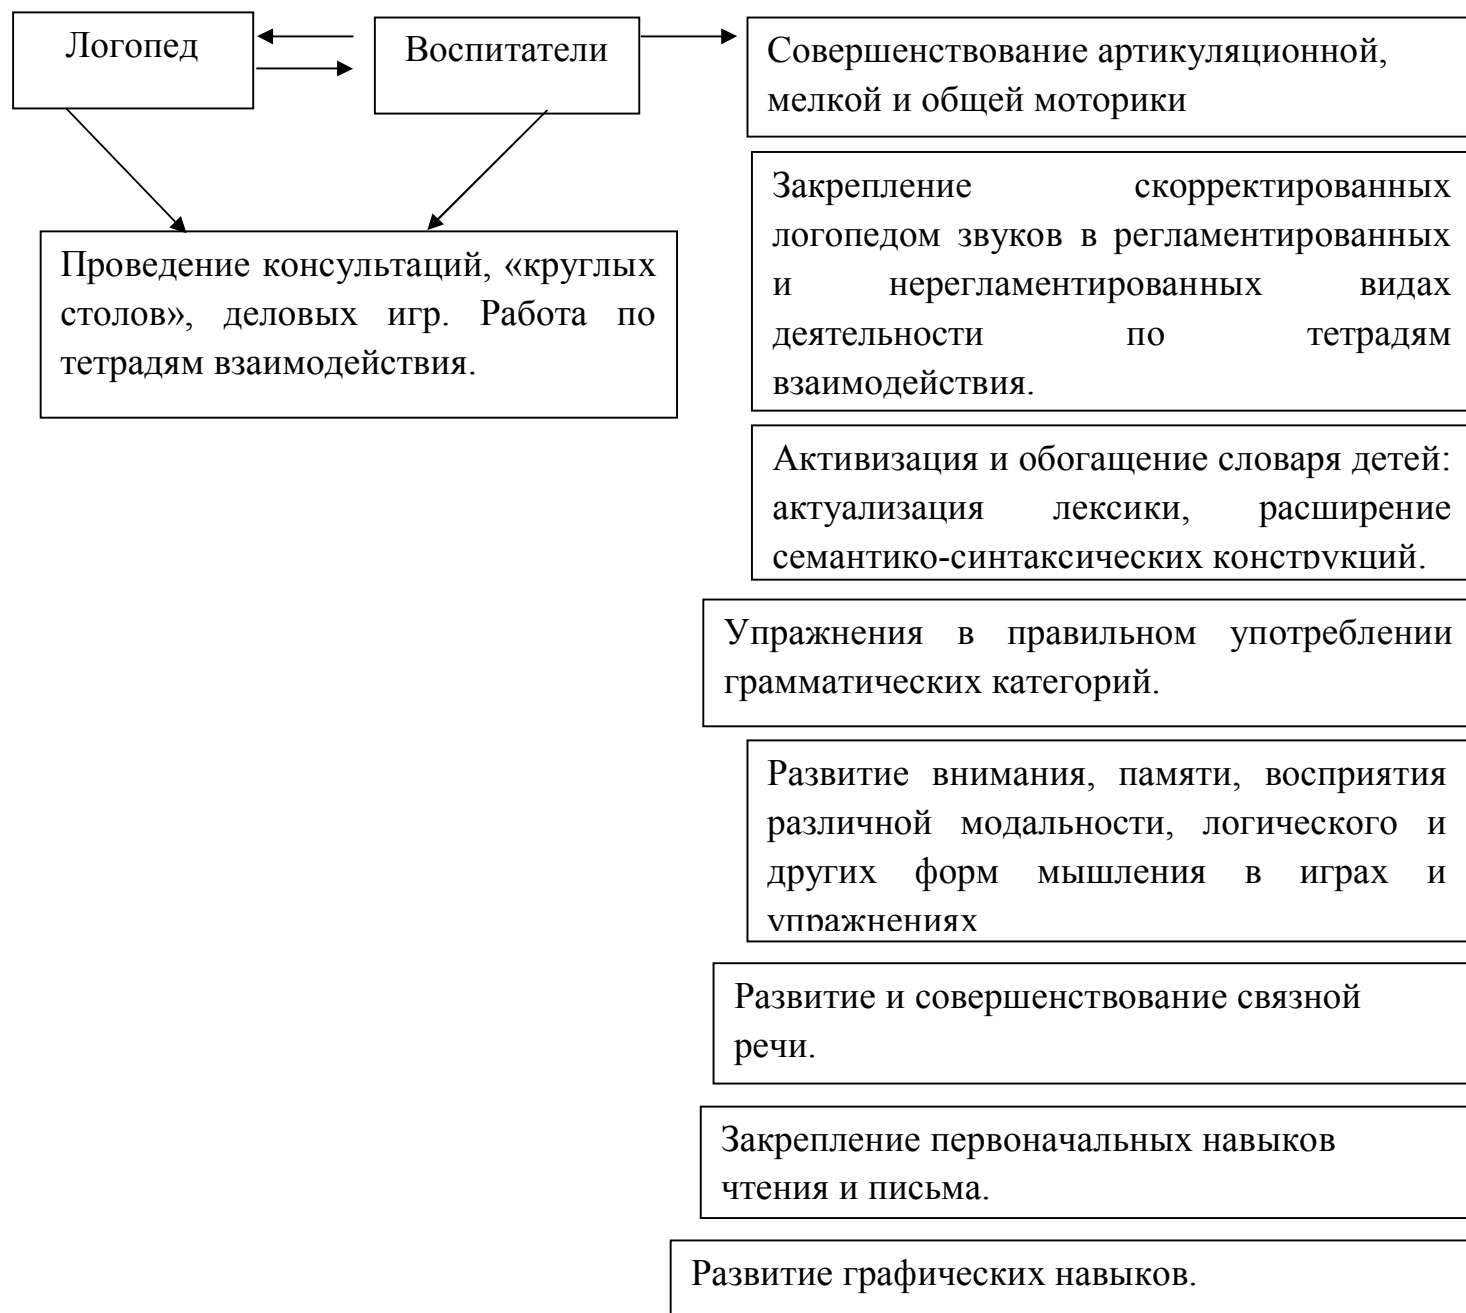 Логопед
Воспитатели
Совершенствование артикуляционной,
мелкой и общей моторики
Закрепление скорректированных
логопедом звуков в регламентированных
и нерегламентированных видах
деятельности по тетрадям
взаимодействия.
Проведение консультаций, «круглых
столов», деловых игр. Работа по
тетрадям взаимодействия.
Активизация и обогащение словаря детей:
актуализация лексики, расширение
семантико-синтаксических конструкций.
Упражнения в правильном употреблении
грамматических категорий.
Развитие внимания, памяти, восприятия
различной модальности, логического и
других форм мышления в играх и
упражнениях
Развитие и совершенствование связной
речи.
Закрепление первоначальных навыков
чтения и письма.
Развитие графических навыков.